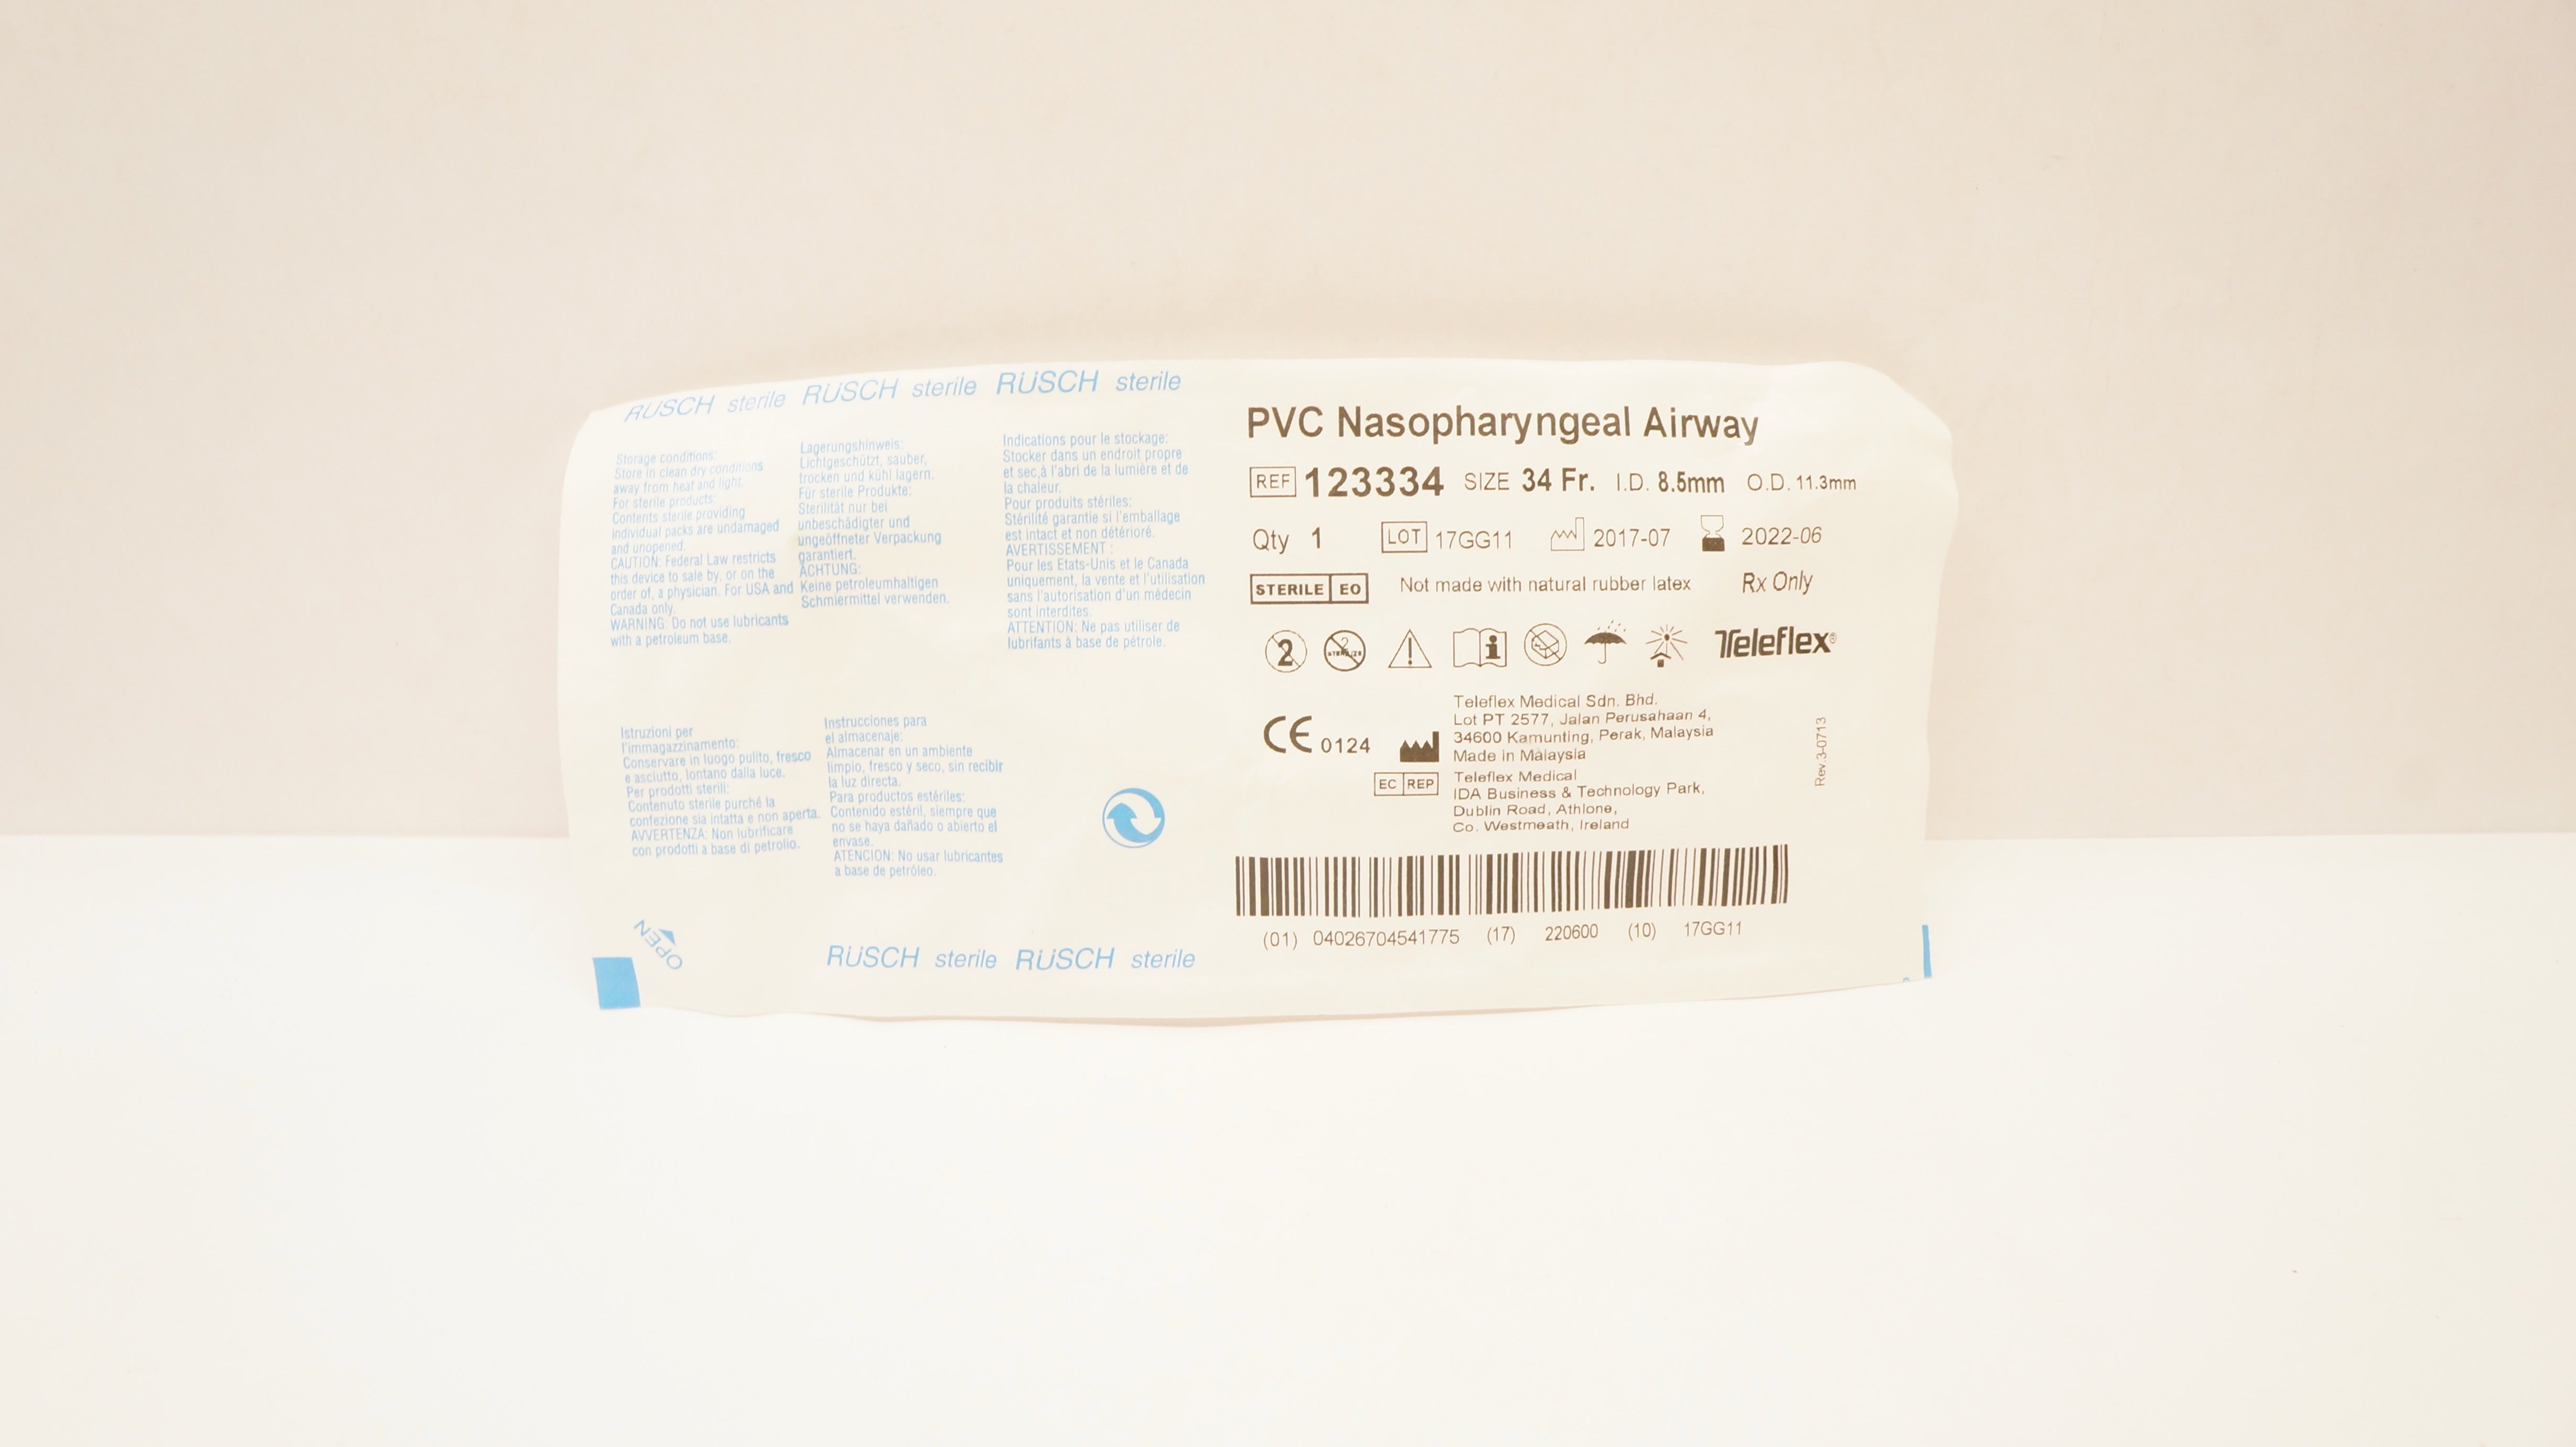 RÜSCH sterile RÜSCH sterile RÜSCH sterile
Storage conditions:
Store in clean dry conditions
away from heat and light.
For sterile products:
Contents sterile providing
individual packs are undamaged
and unopened.
CAUTION: Federal Law restricts
this device to sale by, or on the
order of, a physician. For USA and
Canada only.
WARNING: Do not use lubricants
with a petroleum base.
Lagerungshinweis:
Lichtgeschützt, sauber,
trocken und kühl lagern.
Für sterile Produkte:
Sterilität nur bei
unbeschädigter und
ungeöffneter Verpackung
garantiert.
ACHTUNG:
Keine petroleumhaltigen
Schmiermittel verwenden.
Indications pour le stockage:
Stocker dans un endroit propre
et sec,à l'abri de la lumière et de
la chaleur.
Pour produits stériles:
Stérilité garantie si l'emballage
est intact et non détérioré.
AVERTISSEMENT :
Pour les Etats-Unis et le Canada
uniquement, la vente et l'utilisation
sans l'autorisation d'un médecin
sont interdites.
ATTENTION: Ne pas utiliser de
lubrifants à base de pétrole.
Istruzioni per
l'immagazzinamento:
Conservare in luogo pulito, fresco
e asciutto, lontano dalla luce.
Per prodotti sterili:
Contenuto sterile purché la
confezione sia intatta e non aperta.
AVVERTENZA: Non lubrificare
con prodotti a base di petrolio.
Instrucciones para
el almacenaje:
Almacenar en un ambiente
limpio, fresco y seco, sin recibir
la luz directa.
Para productos estériles:
Contenido estéril, siempre que
no se haya dañado o abierto el
envase.
ATENCION: No usar lubricantes
a base de petróleo.
OPEN
RÜSCH sterile RÜSCH sterile
PVC Nasopharyngeal Airway
REF 123334 SIZE 34 Fr. I.D. 8.5mm O.D. 11.3mm
Qty 1 LOT 17GG11 2017-07 2022-06
STERILE EO Not made with natural rubber latex Rx Only
2 2 STERILIZE Teleflex®
CE 0124
Teleflex Medical Sdn. Bhd.
Lot PT 2577, Jalan Perusahaan 4,
34600 Kamunting, Perak, Malaysia
Made in Malaysia
EC REP
Teleflex Medical
IDA Business & Technology Park,
Dublin Road, Athlone,
Co. Westmeath, Ireland
Rev.3-0713
(01) 04026704541775 (17) 220600 (10) 17GG11